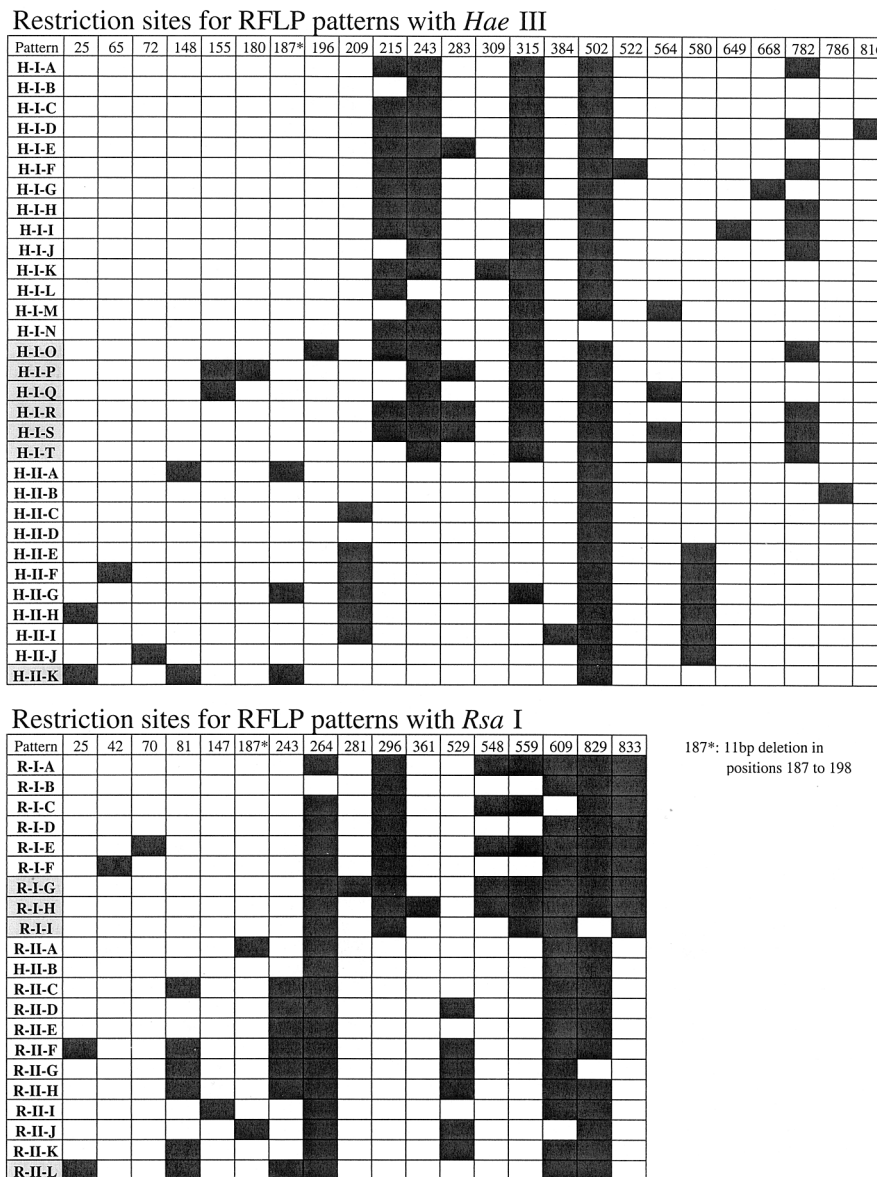 Restriction sites for RFLP patterns with Hae III
Pattern 25 65 72 148 155 180 187* 196 209 215 243 283 309 315 384 502 522 564 580 649 668 782 786 816
H-I-A
H-I-B
H-I-C
H-I-D
H-I-E
H-I-F
H-I-G
H-I-H
H-I-I
H-I-J
H-I-K
H-I-L
H-I-M
H-I-N
H-I-O
H-I-P
H-I-Q
H-I-R
H-I-S
H-I-T
H-II-A
H-II-B
H-II-C
H-II-D
H-II-E
H-II-F
H-II-G
H-II-H
H-II-I
H-II-J
H-II-K
Restriction sites for RFLP patterns with Rsa I
Pattern 25 42 70 81 147 187* 243 264 281 296 361 529 548 559 609 829 833
R-I-A
R-I-B
R-I-C
R-I-D
R-I-E
R-I-F
R-I-G
R-I-H
R-I-I
R-II-A
H-II-B
R-II-C
R-II-D
R-II-E
R-II-F
R-II-G
R-II-H
R-II-I
R-II-J
R-II-K
R-II-L
187*: 11bp deletion in
positions 187 to 198